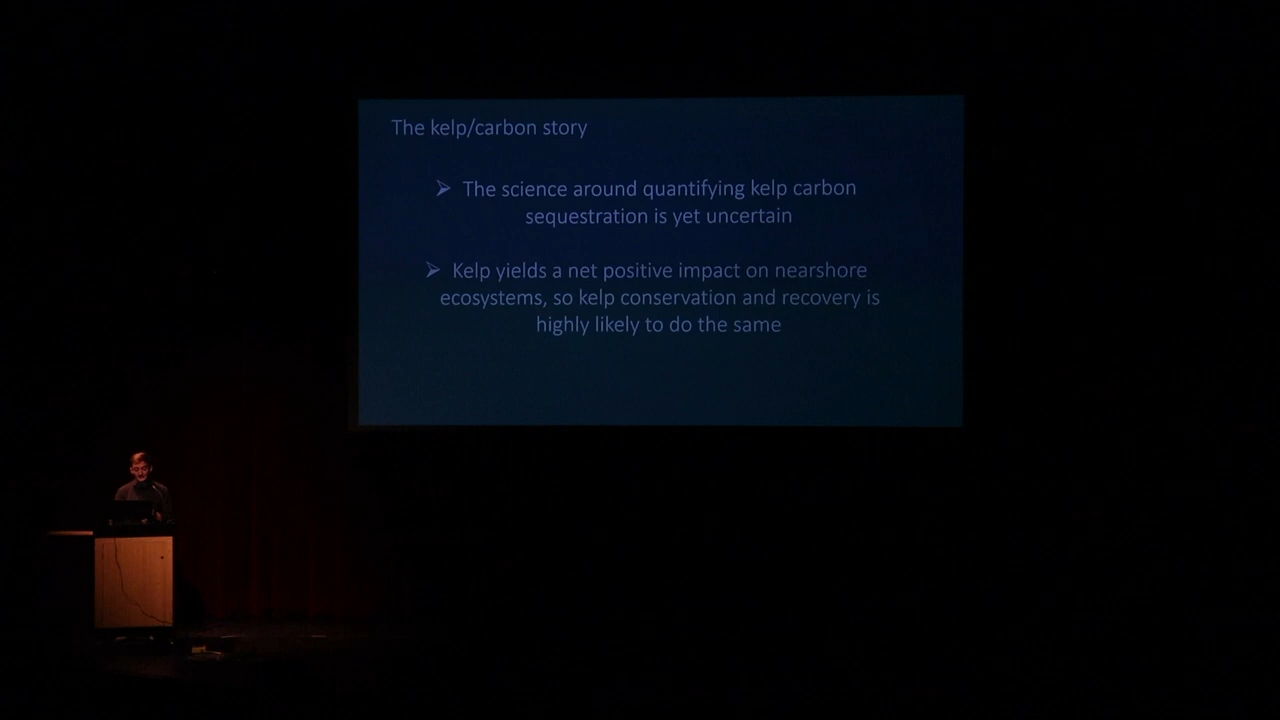 The kelp/carbon story
➢ The science around quantifying kelp carbon
sequestration is yet uncertain
➢ Kelp yields a net positive impact on nearshore
ecosystems, so kelp conservation and recovery is
highly likely to do the same